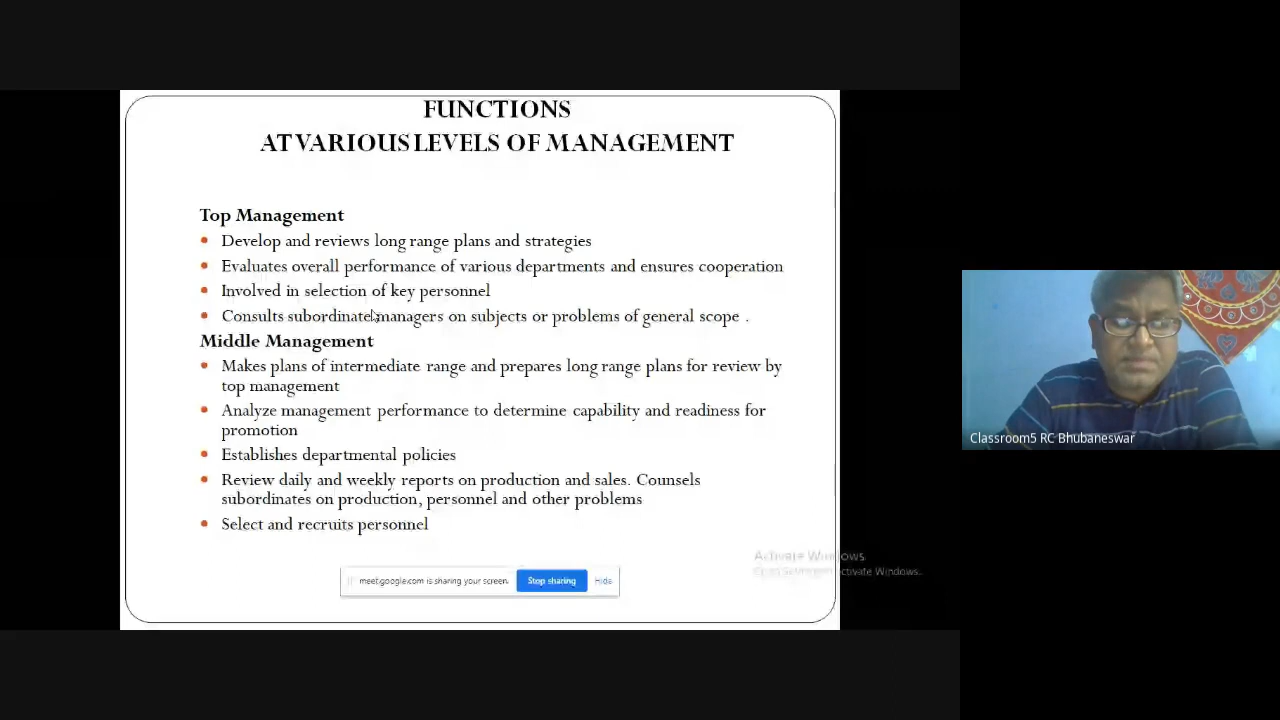 FUNCTIONS
AT VARIOUS LEVELS OF MANAGEMENT
Top Management
• Develop and reviews long range plans and strategies
• Evaluates overall performance of various departments and ensures cooperation
• Involved in selection of key personnel
• Consults subordinate managers on subjects or problems of general scope .
Middle Management
• Makes plans of intermediate range and prepares long range plans for review by
top management
• Analyze management performance to determine capability and readiness for
promotion
• Establishes departmental policies
• Review daily and weekly reports on production and sales. Counsels
subordinates on production, personnel and other problems
• Select and recruits personnel
meet.google.com is sharing your screen.
Stop sharing
Hide
Activate Windows
Activate Windows.
Classroom5 RC Bhubaneswar